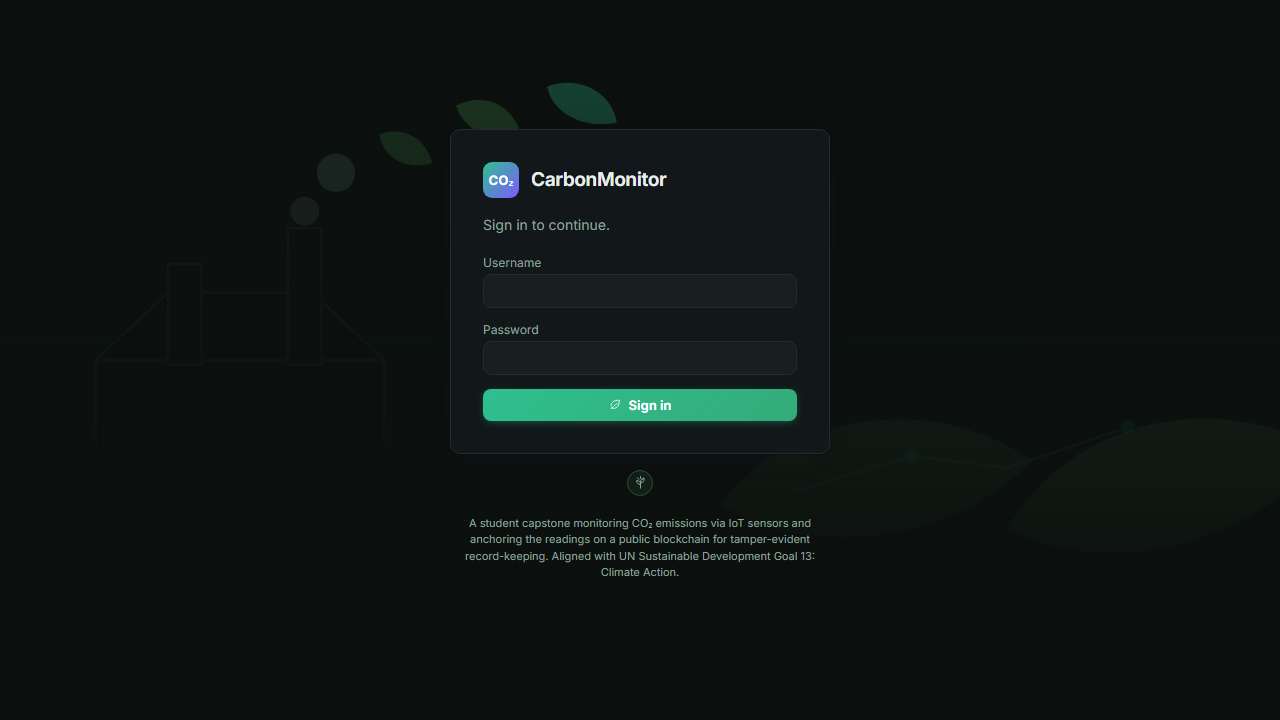 CO₂ CarbonMonitor
Sign in to continue.
Username
Password
Sign in
A student capstone monitoring CO₂ emissions via IoT sensors and
anchoring the readings on a public blockchain for tamper-evident
record-keeping. Aligned with UN Sustainable Development Goal 13:
Climate Action.